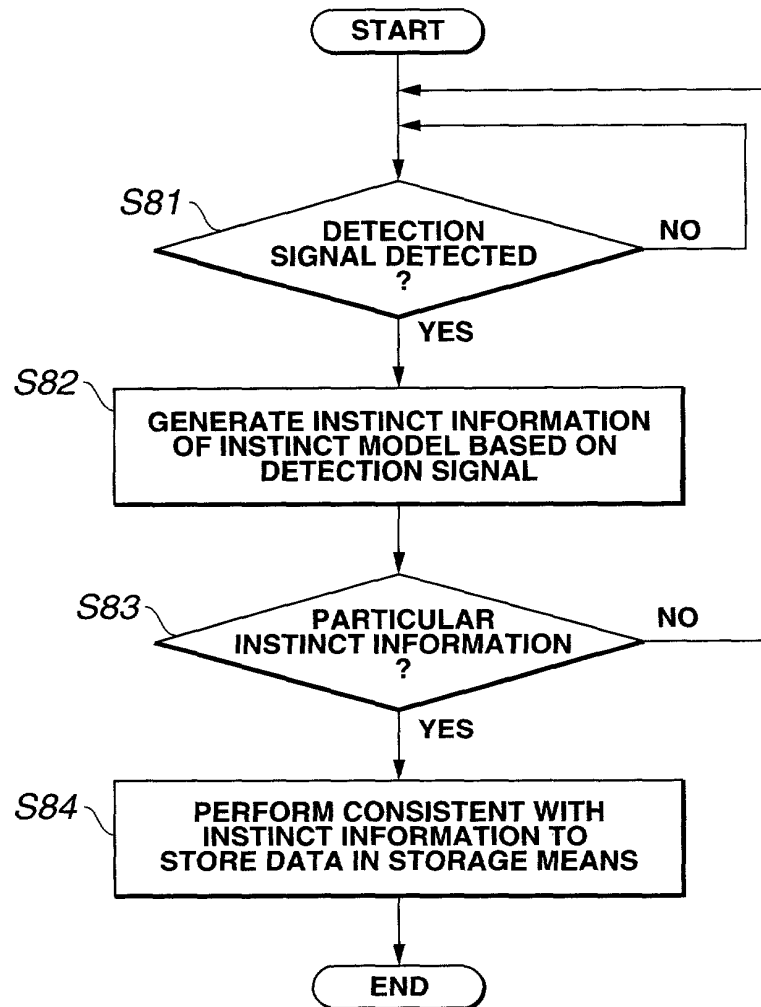 START
S81
DETECTION
SIGNAL DETECTED
?
NO
YES
S82
GENERATE INSTINCT INFORMATION
OF INSTINCT MODEL BASED ON
DETECTION SIGNAL
S83
PARTICULAR
INSTINCT INFORMATION
?
NO
YES
S84
PERFORM CONSISTENT WITH
INSTINCT INFORMATION TO
STORE DATA IN STORAGE MEANS
END